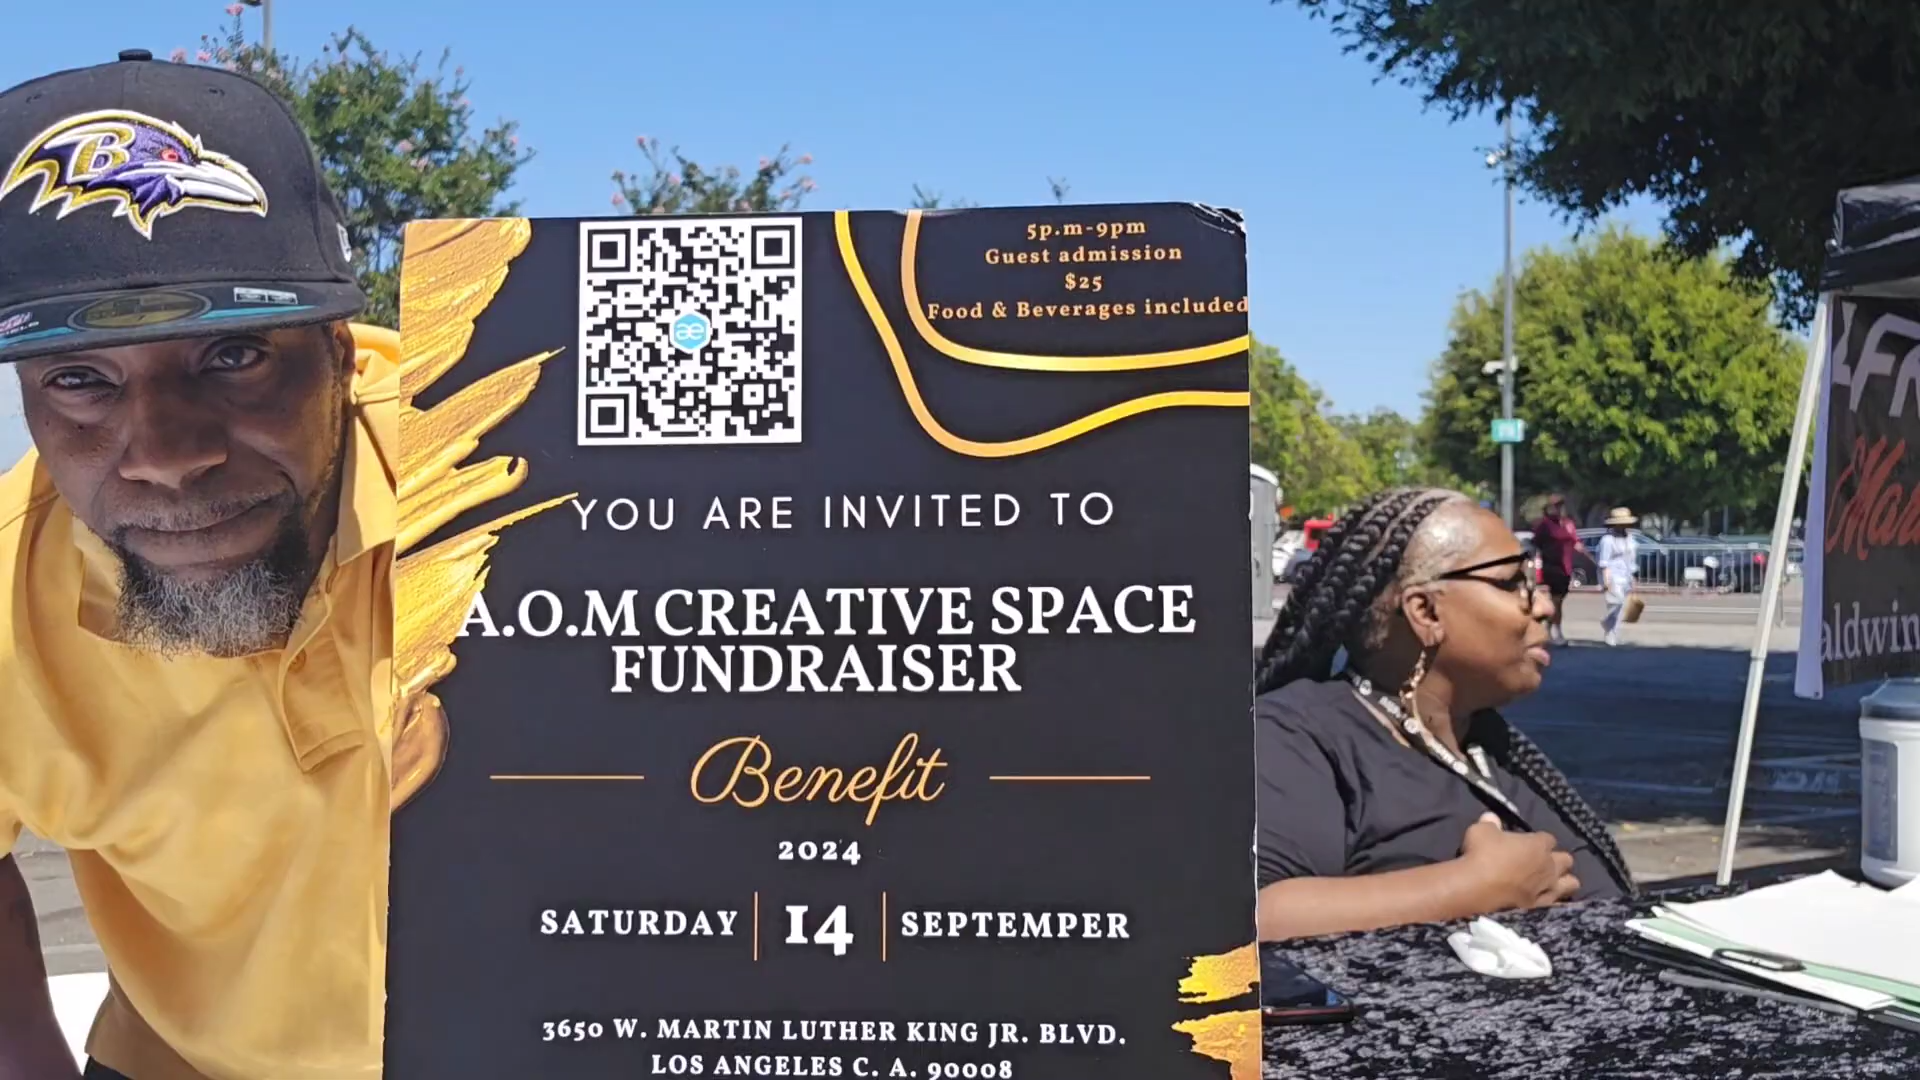 B
5p.m-9pm
Guest admission
$25
Food & Beverages included
æ
YOU ARE INVITED TO
A.O.M CREATIVE SPACE
FUNDRAISER
Benefit
2024
SATURDAY 14 SEPTEMPER
3650 W. MARTIN LUTHER KING JR. BLVD.
LOS ANGELES C. A. 90008